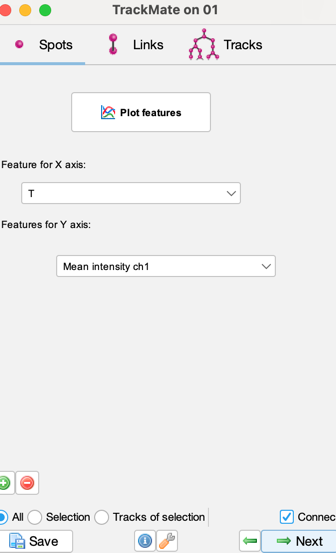 TrackMate on 01
Spots Links Tracks
Plot features
Feature for X axis:
T
Features for Y axis:
Mean intensity ch1
All Selection Tracks of selection Connec
Save Next